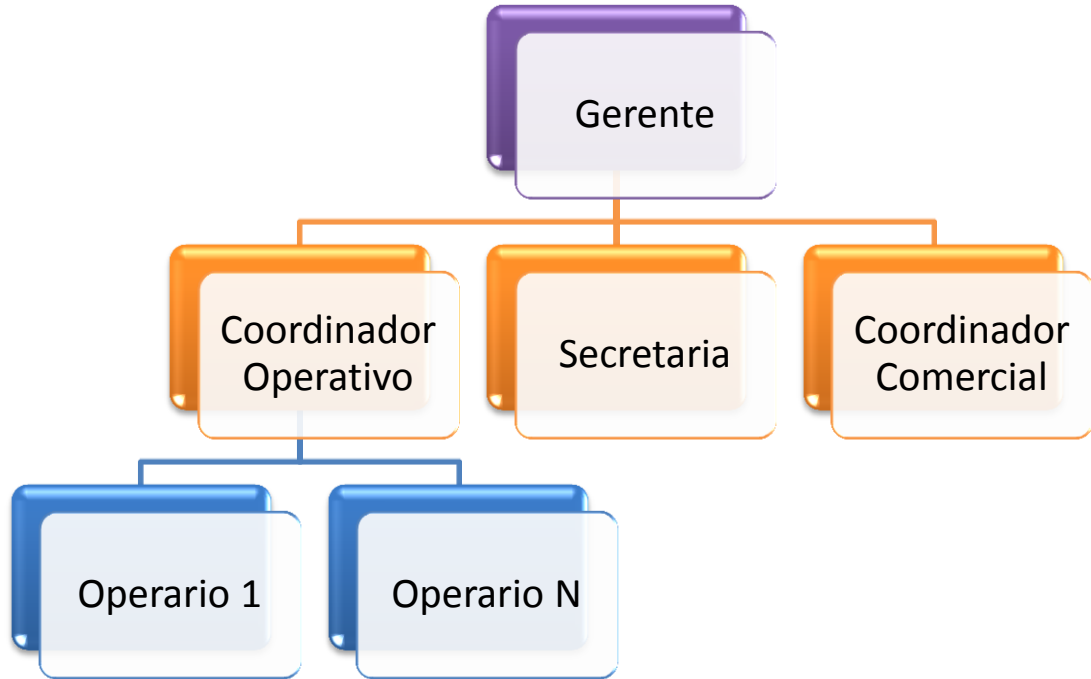 Gerente
Coordinador
Operativo
Secretaria
Coordinador
Comercial
Operario 1
Operario N